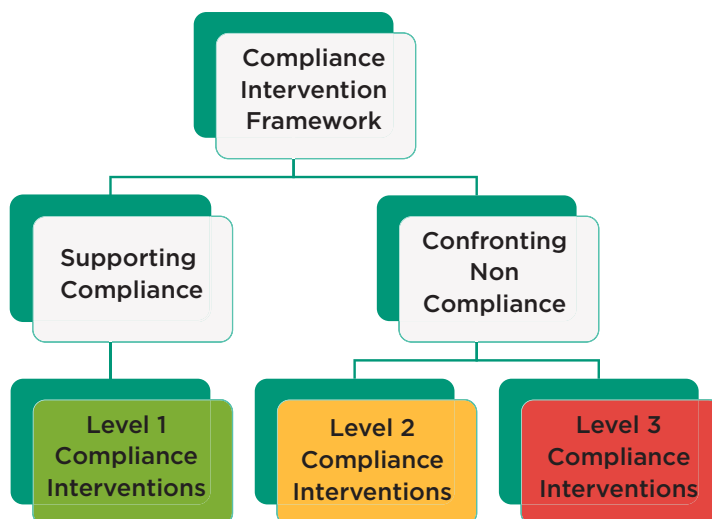 Compliance
Intervention
Framework
Supporting
Compliance
Confronting
Non
Compliance
Level 1
Compliance
Interventions
Level 2
Compliance
Interventions
Level 3
Compliance
Interventions